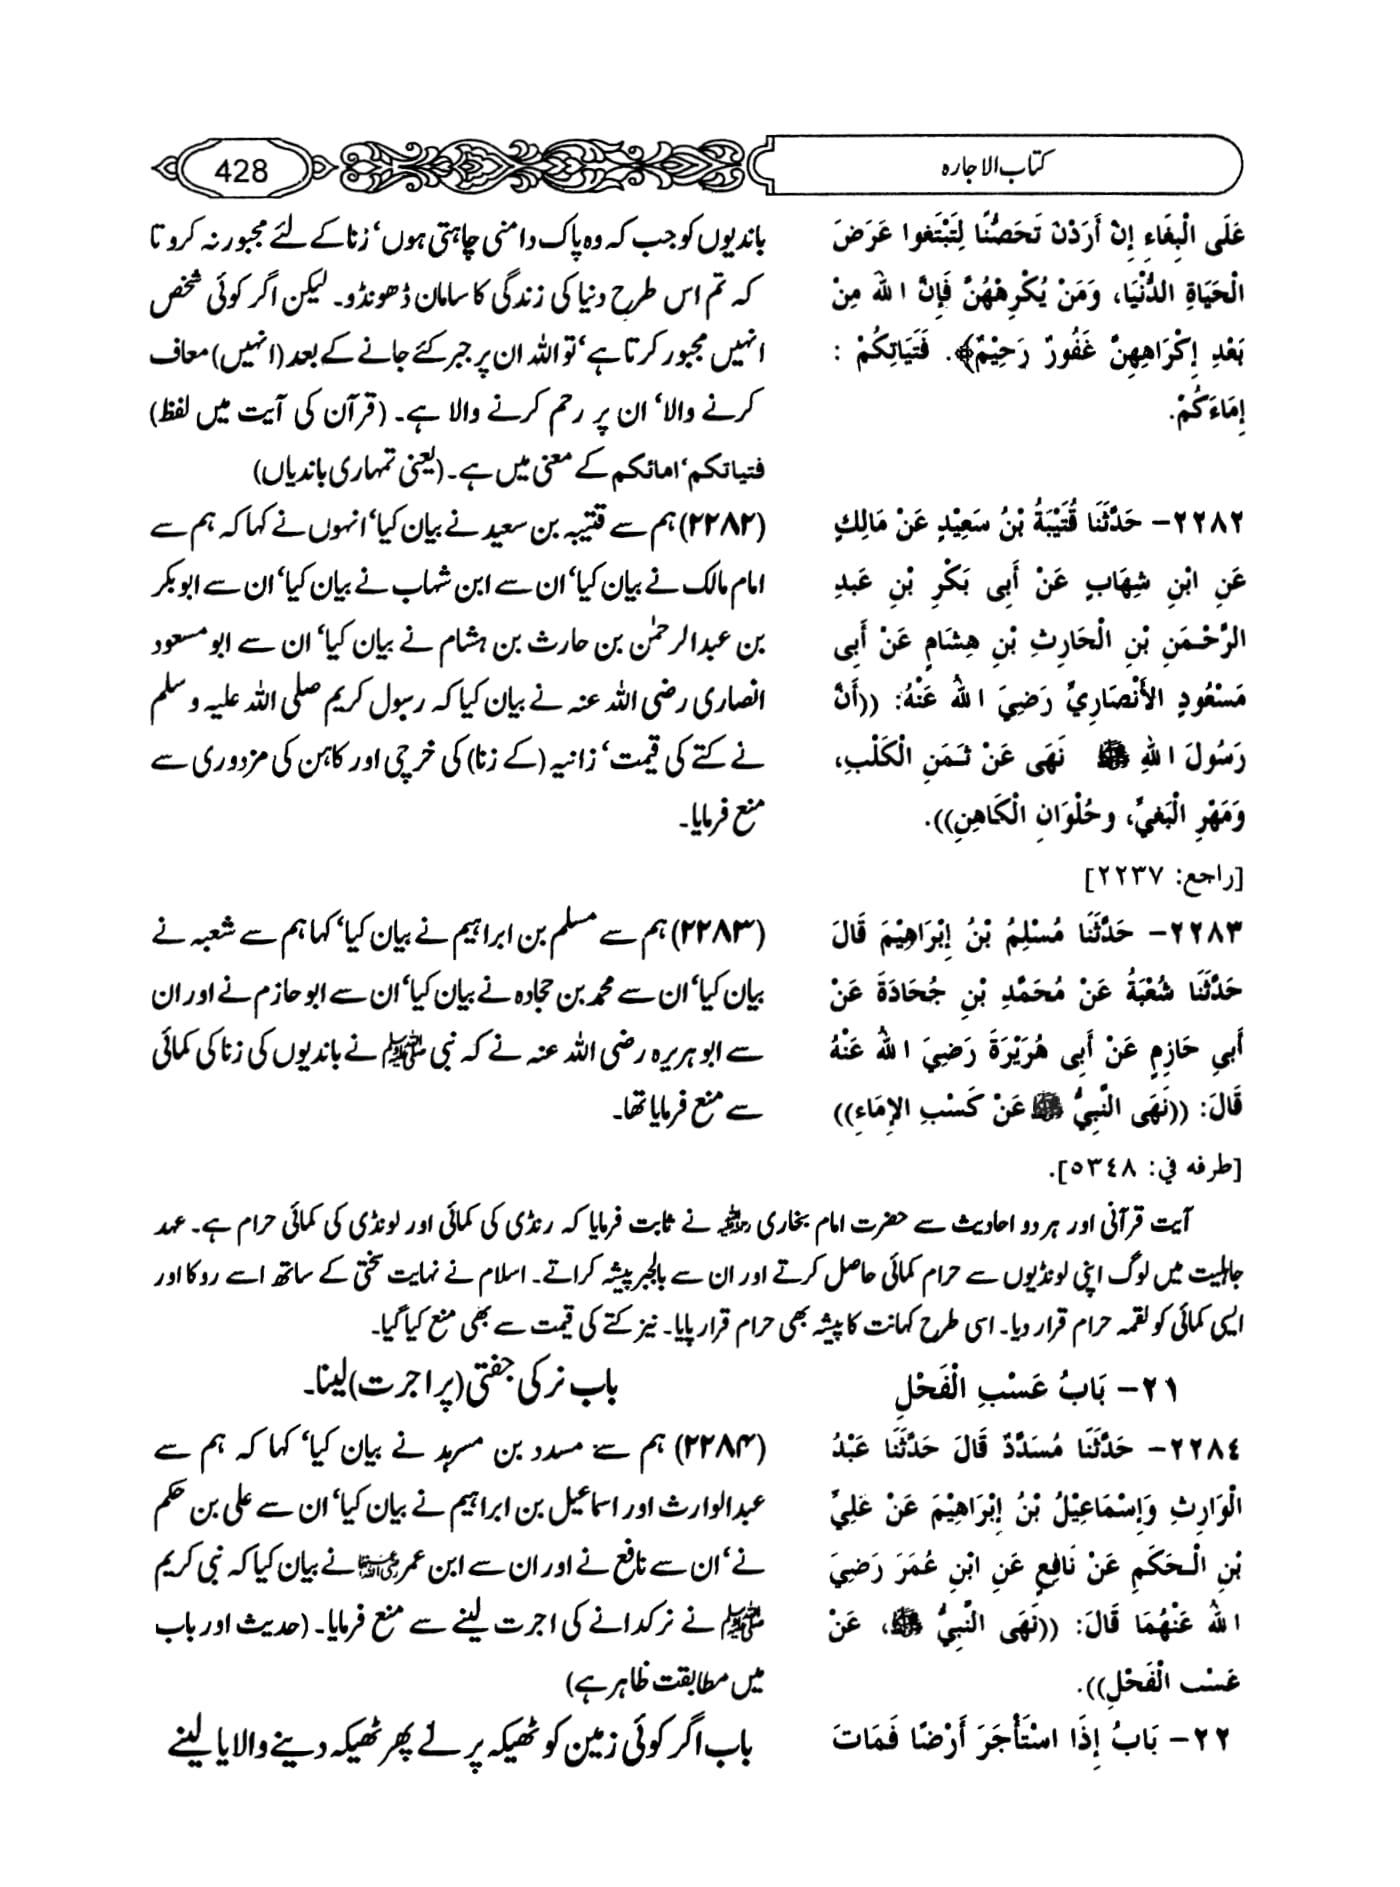 كتاب الاجاره
428
عَلَى الْبِغَاءِ إِنْ أَرَدْنَ تَحَصُّنًا لِتَبْتَغوا عَرَضَ
الْحَيَاةِ الدُّنْيَا، وَمَنْ يُكْرِهْهُنَّ فَإِنَّ اللهَ مِنْ
بَعْدِ إِكْرَاهِهِنَّ غَفُورٌ رَحِيْمٌ﴾. فَتَيَاتِكُمْ :
إِمَاءَكُمْ.
باندیوں کو جب کہ وہ پاک دامنی چاہتی ہوں‘ زنا کے لئے مجبور نہ کرو تا
کہ تم اس طرح دنیا کی زندگی کا سامان ڈھونڈو۔ لیکن اگر کوئی شخص
انہیں مجبور کرتا ہے‘ تو اللہ ان پر جبر کئے جانے کے بعد (انہیں) معاف
کرنے والا‘ ان پر رحم کرنے والا ہے۔ (قرآن کی آیت میں لفظ)
فتياتكم‘ امائكم کے معنی میں ہے۔ (یعنی تمہاری باندیاں)
٢٢٨٢– حَدَّثَنَا قُتَيْبَةُ بْنُ سَعِيْدٍ عَنْ مَالِكٍ
عَنِ ابْنِ شِهَابٍ عَنْ أَبِى بَكْرِ بْنِ عَبدِ
الرَّحْمَنِ بْنِ الْحَارِثِ بْنِ هِشَامٍ عَنْ أَبِى
مَسْعُودٍ الأَنْصَارِيِّ رَضِيَ اللهُ عَنْهُ: ((أَنَّ
رَسُولَ اللهِ ﷺ نَهَى عَنْ ثَمَنِ الْكَلْبِ،
وَمَهْرِ الْبَغِيِّ، وحُلْوَانِ الْكَاهِنِ)).
[راجع: ٢٢٣٧]
(۲۲۸۲) ہم سے قتیبہ بن سعید نے بیان کیا‘ انہوں نے کہا کہ ہم سے
امام مالک نے بیان کیا‘ ان سے ابن شہاب نے بیان کیا‘ ان سے ابو بکر
بن عبدالرحمٰن بن حارث بن ہشام نے بیان کیا‘ ان سے ابو مسعود
انصاری رضی اللہ عنہ نے بیان کیا کہ رسول کریم صلی اللہ علیہ و سلم
نے کتے کی قیمت‘ زانیہ (کے زنا) کی خرچی اور کاہن کی مزدوری سے
منع فرمایا۔
٢٢٨٣– حَدَّثَنَا مُسْلِمُ بْنُ إِبْرَاهِيْمَ قَالَ
حَدَّثَنَا شُعْبَةُ عَنْ مُحَمَّدِ بْنِ جُحَادَةَ عَنْ
أَبِي حَازِمٍ عَنْ أَبِى هُرَيْرَةَ رَضِيَ اللهُ عَنْهُ
قَالَ: ((نَهَى النَّبِيُّ ﷺ عَنْ كَسْبِ الإِمَاءِ))
[طرفه في: ٥٣٤٨].
(۲۲۸۳) ہم سے مسلم بن ابراہیم نے بیان کیا‘ کہا ہم سے شعبہ نے
بیان کیا‘ ان سے محمد بن حجادہ نے بیان کیا‘ ان سے ابو حازم نے اور ان
سے ابو ہریرہ رضی اللہ عنہ نے کہ نبی ﷺ نے باندیوں کی زنا کی کمائی
سے منع فرمایا تھا۔
آیت قرآنی اور ہر دو احادیث سے حضرت امام بخاری رحمۃ اللہ علیہ نے ثابت فرمایا کہ رنڈی کی کمائی اور لونڈی کی کمائی حرام ہے۔ عہد
جاہلیت میں لوگ اپنی لونڈیوں سے حرام کمائی حاصل کرتے اور ان سے بالجبر پیشہ کراتے۔ اسلام نے نہایت سختی کے ساتھ اسے روکا اور
ایسی کمائی کو لقمہ حرام قرار دیا۔ اسی طرح کہانت کا پیشہ بھی حرام قرار پایا۔ نیز کتے کی قیمت سے بھی منع کیا گیا۔
٢١– بَابُ عَسْبِ الْفَحْلِ
باب نر کی جفتی (پر اجرت) لینا۔
٢٢٨٤– حَدَّثَنَا مُسَدَّدٌ قَالَ حَدَّثَنَا عَبْدُ
الْوَارِثِ وَإِسْمَاعِيْلُ بْنُ إِبْرَاهِيْمَ عَنْ عَلِيِّ
بْنِ الْحَكَمِ عَنْ نَافِعٍ عَنِ ابْنِ عُمَرَ رَضِيَ
اللهُ عَنْهُمَا قَالَ: ((نَهَى النَّبِيُّ ﷺ، عَنْ
عَسْبِ الْفَحْلِ)).
(۲۲۸۴) ہم سے مسدد بن مسرہد نے بیان کیا‘ کہا کہ ہم سے
عبدالوارث اور اسماعیل بن ابراہیم نے بیان کیا‘ ان سے علی بن حکم
نے‘ ان سے نافع نے اور ان سے ابن عمر رضی اللہ عنہما نے بیان کیا کہ نبی کریم
ﷺ نے نر کدانے کی اجرت لینے سے منع فرمایا۔ (حدیث اور باب
میں مطابقت ظاہر ہے)
٢٢– بَابُ إِذَا اسْتَأْجَرَ أَرْضًا فَمَاتَ
باب اگر کوئی زمین کو ٹھیکہ پر لے پھر ٹھیکہ دینے والا یا لینے